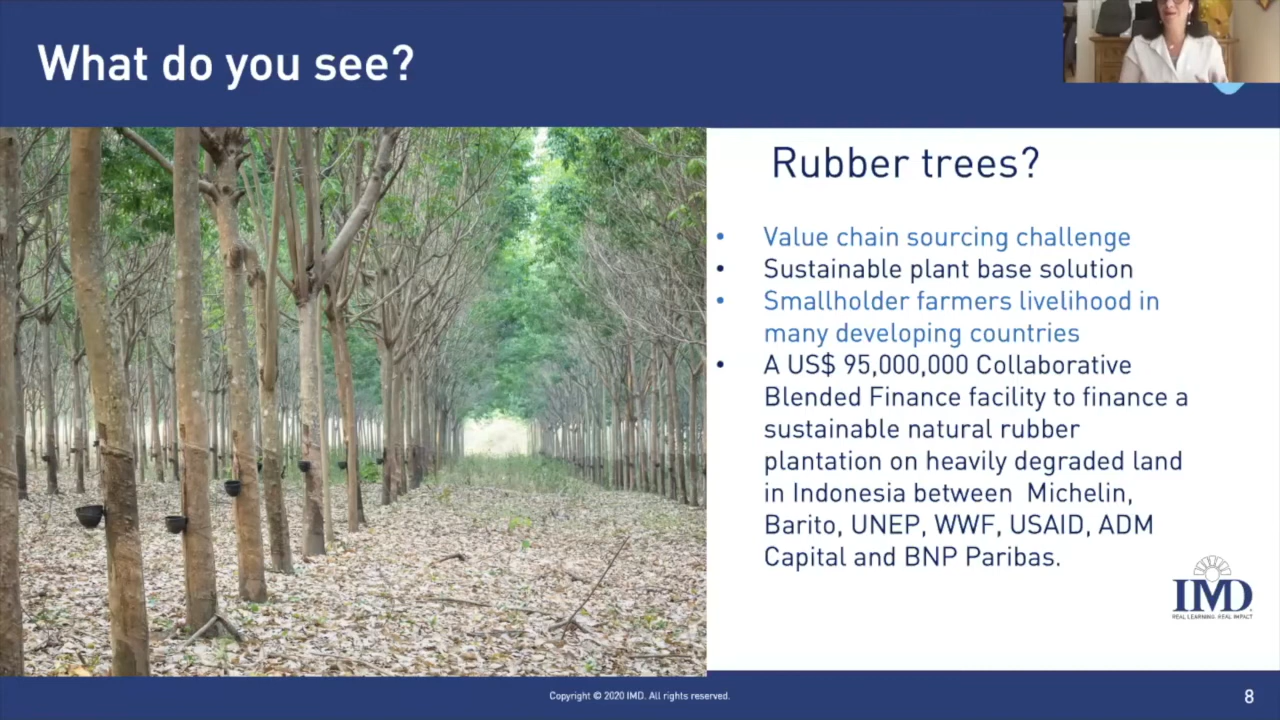 What do you see?
Rubber trees?
• Value chain sourcing challenge
• Sustainable plant base solution
• Smallholder farmers livelihood in
many developing countries
• A US$ 95,000,000 Collaborative
Blended Finance facility to finance a
sustainable natural rubber
plantation on heavily degraded land
in Indonesia between Michelin,
Barito, UNEP, WWF, USAID, ADM
Capital and BNP Paribas.
IMD
REAL LEARNING. REAL IMPACT
Copyright © 2020 IMD. All rights reserved.
8